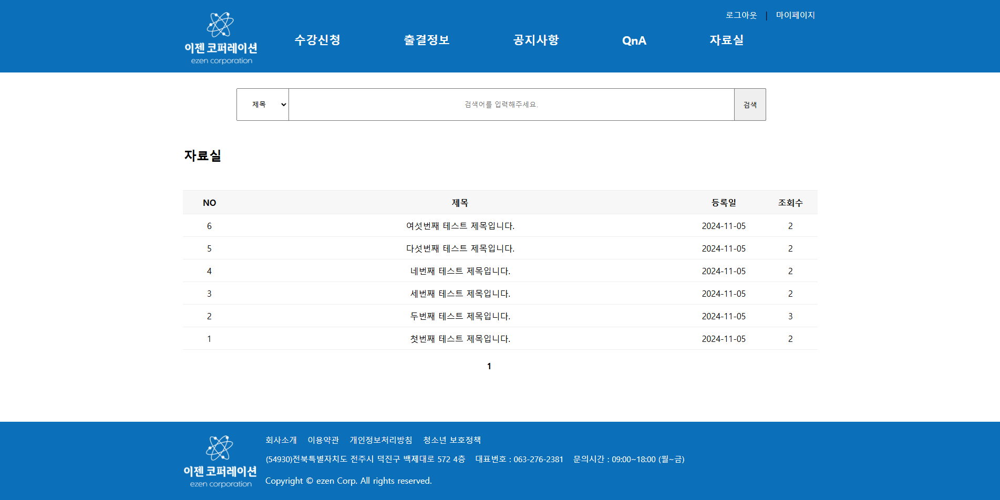 로그아웃 | 마이페이지
이젠 코퍼레이션
ezen corporation
수강신청 출결정보 공지사항 QnA 자료실
제목 검색어를 입력해주세요. 검색
자료실
NO 제목 등록일 조회수
6 여섯번째 테스트 제목입니다. 2024-11-05 2
5 다섯번째 테스트 제목입니다. 2024-11-05 2
4 네번째 테스트 제목입니다. 2024-11-05 2
3 세번째 테스트 제목입니다. 2024-11-05 2
2 두번째 테스트 제목입니다. 2024-11-05 3
1 첫번째 테스트 제목입니다. 2024-11-05 2
1
이젠 코퍼레이션
ezen corporation
회사소개 이용약관 개인정보처리방침 청소년 보호정책
(54930)전북특별자치도 전주시 덕진구 백제대로 572 4층 대표번호 : 063-276-2381 문의시간 : 09:00~18:00 (월~금)
Copyright © ezen Corp. All rights reserved.